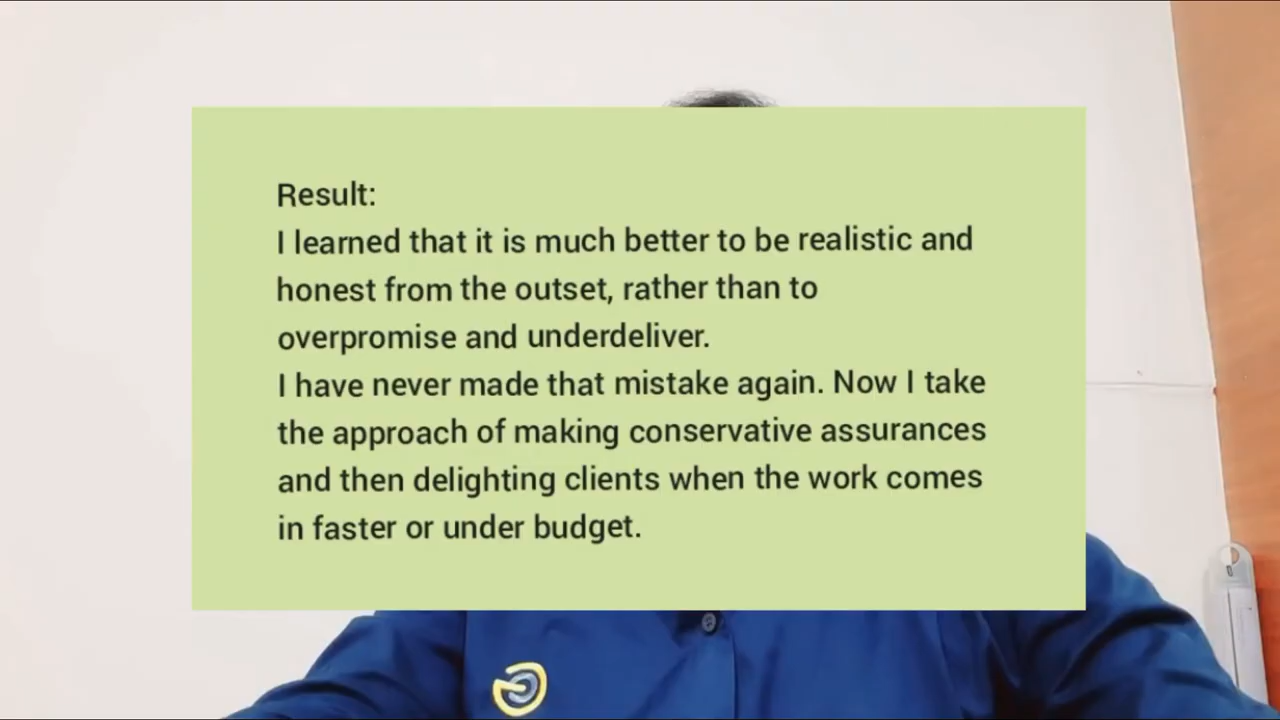 Result:
I learned that it is much better to be realistic and
honest from the outset, rather than to
overpromise and underdeliver.
I have never made that mistake again. Now I take
the approach of making conservative assurances
and then delighting clients when the work comes
in faster or under budget.